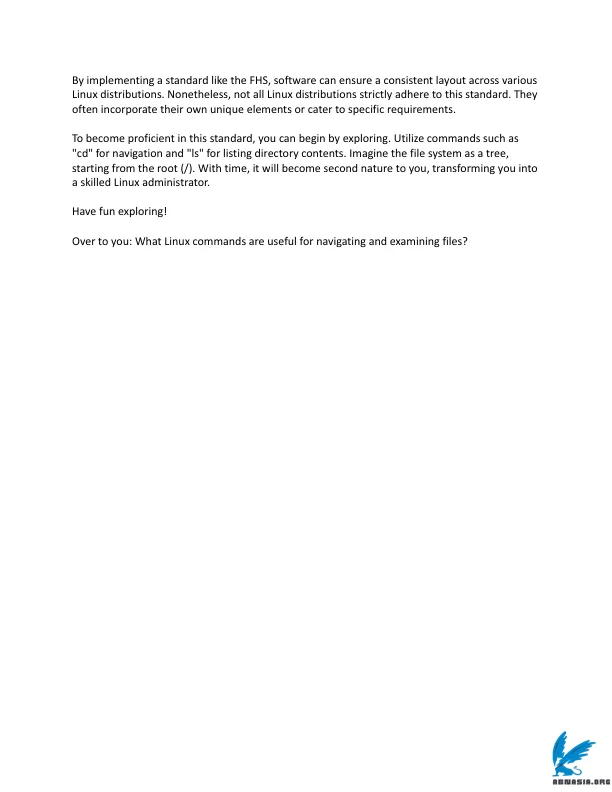 By implementing a standard like the FHS, software can ensure a consistent layout across various
Linux distributions. Nonetheless, not all Linux distributions strictly adhere to this standard. They
often incorporate their own unique elements or cater to specific requirements.
To become proficient in this standard, you can begin by exploring. Utilize commands such as
"cd" for navigation and "ls" for listing directory contents. Imagine the file system as a tree,
starting from the root (/). With time, it will become second nature to you, transforming you into
a skilled Linux administrator.
Have fun exploring!
Over to you: What Linux commands are useful for navigating and examining files?
ABNASIA.ORG